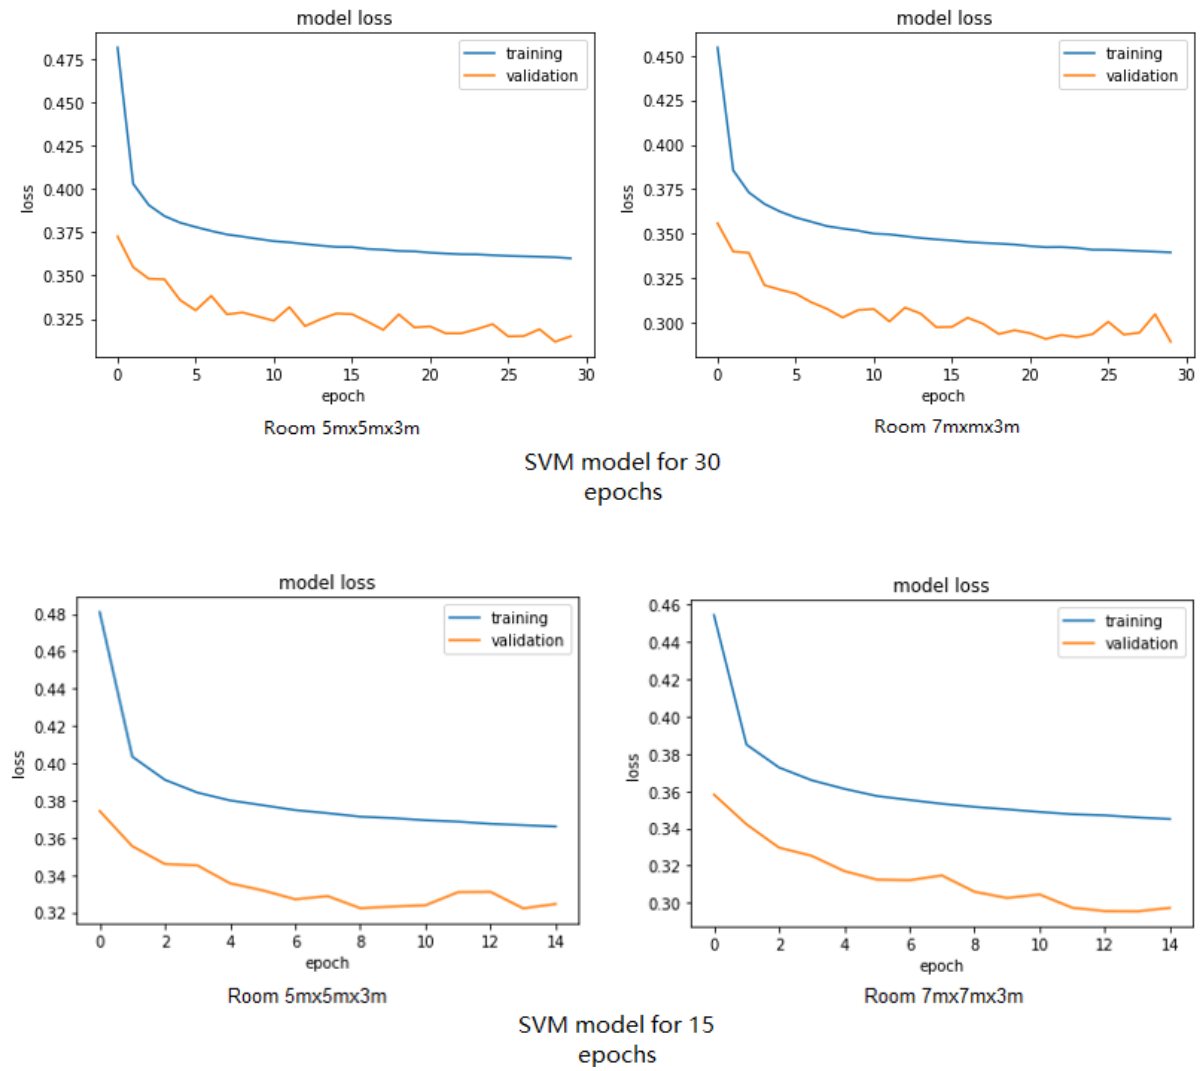 model loss
training
validation
0.475
0.450
0.425
0.400
0.375
0.350
0.325
loss
0 5 10 15 20 25 30
epoch
Room 5mx5mx3m
model loss
training
validation
0.450
0.425
0.400
0.375
0.350
0.325
0.300
loss
0 5 10 15 20 25 30
epoch
Room 7mxmx3m
SVM model for 30
epochs
model loss
training
validation
0.48
0.46
0.44
0.42
0.40
0.38
0.36
0.34
0.32
loss
0 2 4 6 8 10 12 14
epoch
Room 5mx5mx3m
model loss
training
validation
0.46
0.44
0.42
0.40
0.38
0.36
0.34
0.32
0.30
loss
0 2 4 6 8 10 12 14
epoch
Room 7mx7mx3m
SVM model for 15
epochs